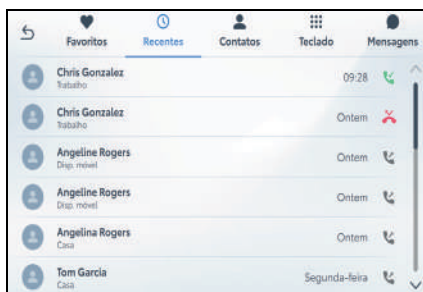 Favoritos Recentes Contatos Teclado Mensagens
Chris Gonzalez
Trabalho
09:28
Chris Gonzalez
Trabalho
Ontem
Angeline Rogers
Disp. móvel
Ontem
Angeline Rogers
Disp. móvel
Ontem
Angelina Rogers
Casa
Ontem
Tom Garcia
Casa
Segunda-feira